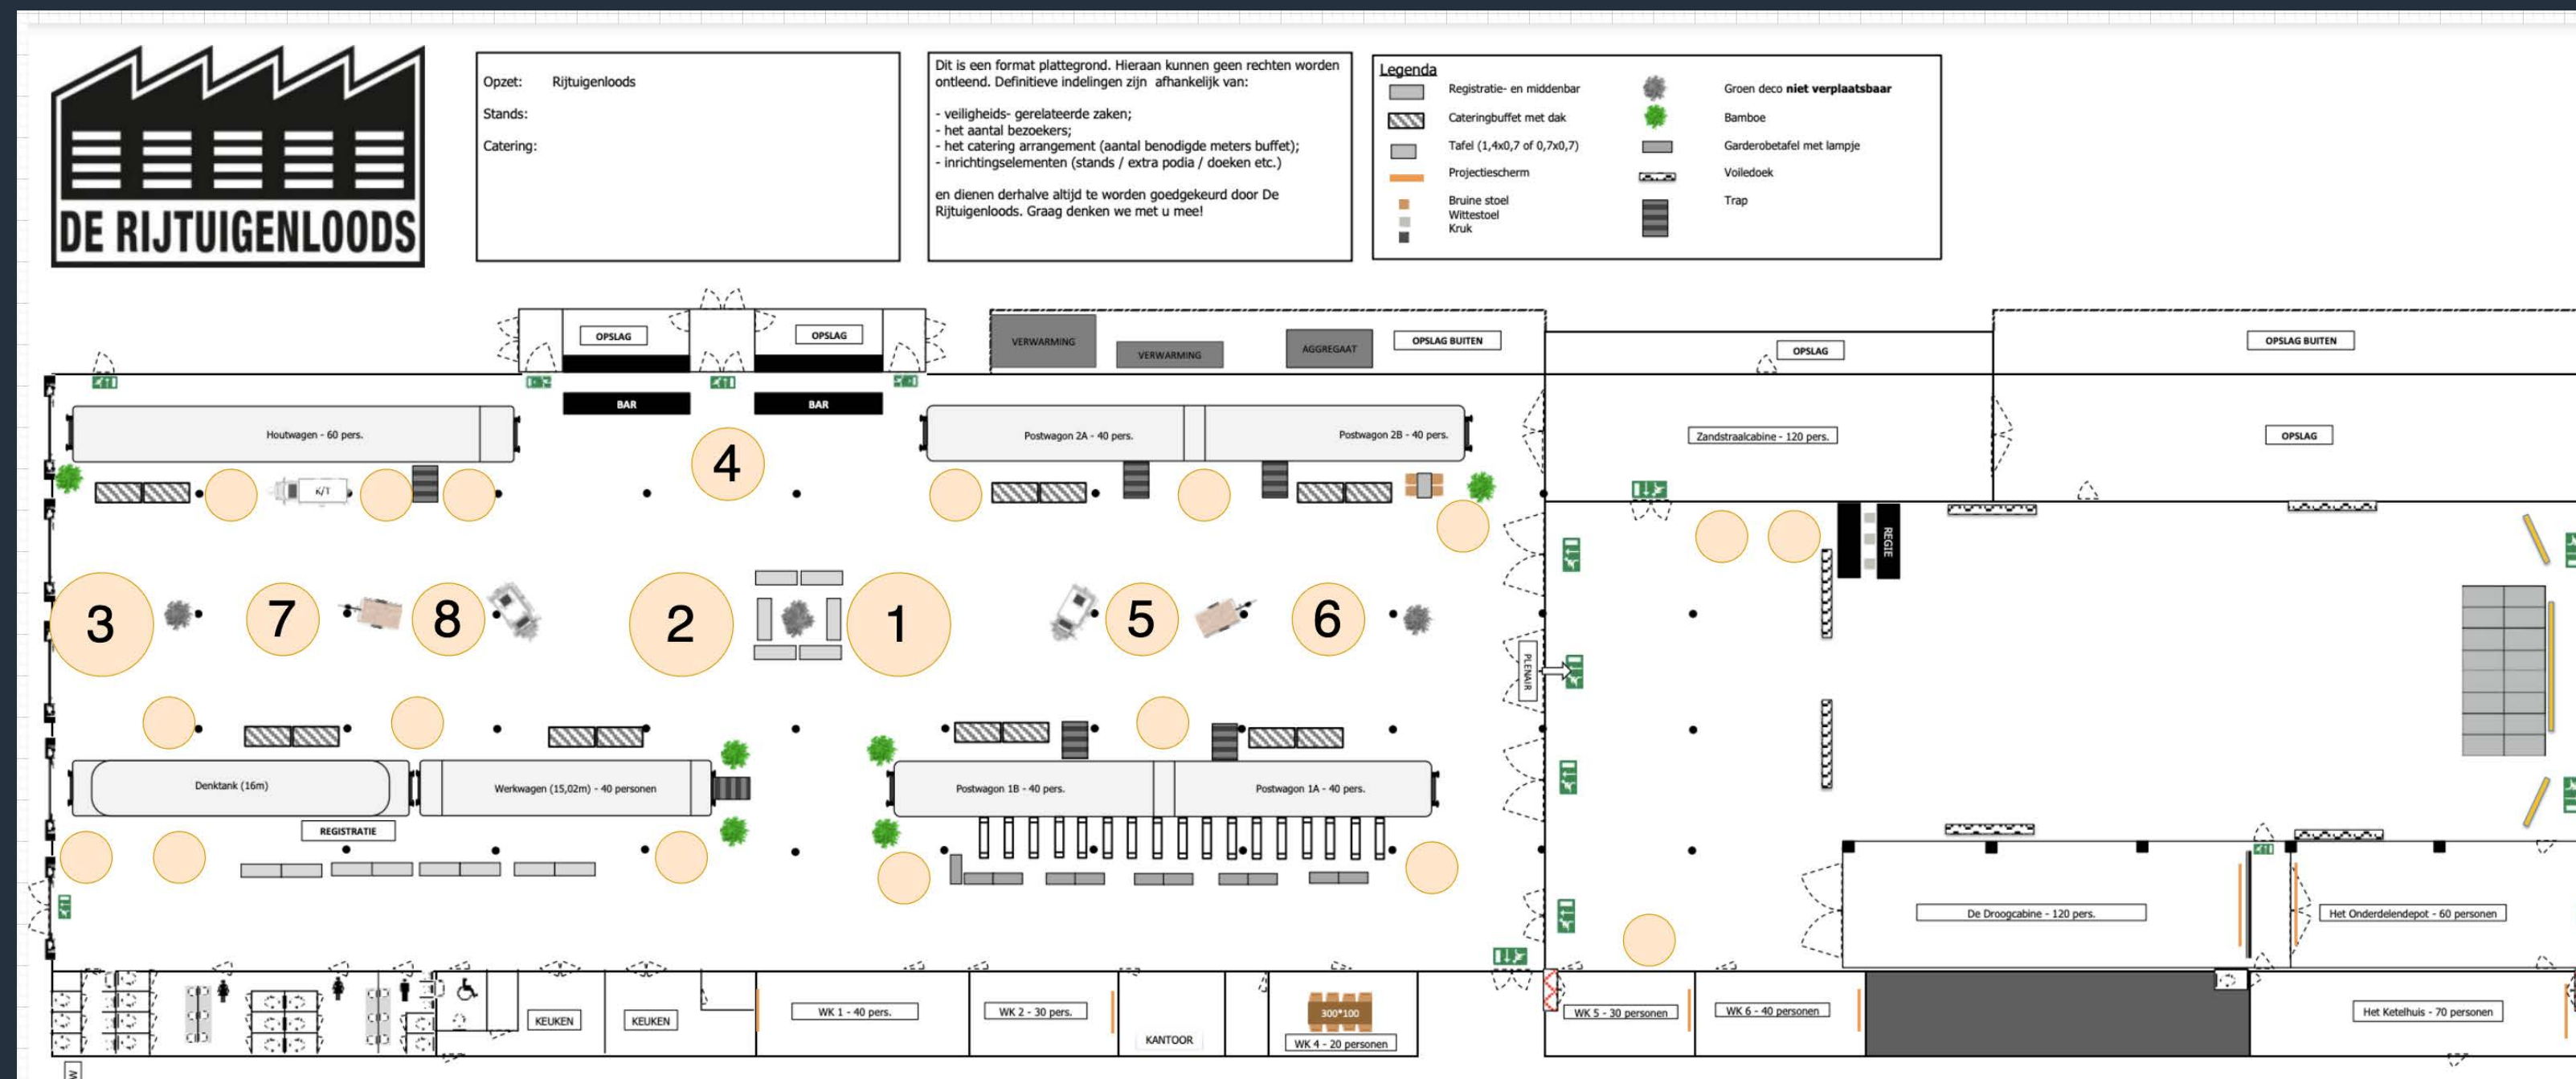 DE RIJTUIGENLOODS
Opzet: Rijtuigenloods
Stands:
Catering:
Dit is een format plattegrond. Hieraan kunnen geen rechten worden
ontleend. Definitieve indelingen zijn afhankelijk van:
- veiligheids- gerelateerde zaken;
- het aantal bezoekers;
- het catering arrangement (aantal benodigde meters buffet);
- inrichtingselementen (stands / extra podia / doeken etc.)
en dienen derhalve altijd te worden goedgekeurd door De
Rijtuigenloods. Graag denken we met u mee!
Legenda
Registratie- en middenbar
Cateringbuffet met dak
Tafel (1,4x0,7 of 0,7x0,7)
Projectiescherm
Bruine stoel
Wittestoel
Kruk
Groen deco niet verplaatsbaar
Bamboe
Garderobetafel met lampje
Voiledoek
Trap
OPSLAG
OPSLAG
VERWARMING
VERWARMING
AGGREGAAT
OPSLAG BUITEN
OPSLAG
OPSLAG BUITEN
BAR
BAR
Houtwagen - 60 pers.
Postwagon 2A - 40 pers.
Postwagon 2B - 40 pers.
Zandstraalcabine - 120 pers.
OPSLAG
4
K/T
REGIE
3
7
8
2
1
5
6
PLENAIR
Denktank (16m)
Werkwagen (15,02m) - 40 personen
Postwagon 1B - 40 pers.
Postwagon 1A - 40 pers.
REGISTRATIE
De Droogcabine - 120 pers.
Het Onderdelendepot - 60 personen
KEUKEN
KEUKEN
WK 1 - 40 pers.
WK 2 - 30 pers.
KANTOOR
300*100
WK 4 - 20 personen
WK 5 - 30 personen
WK 6 - 40 personen
Het Ketelhuis - 70 personen